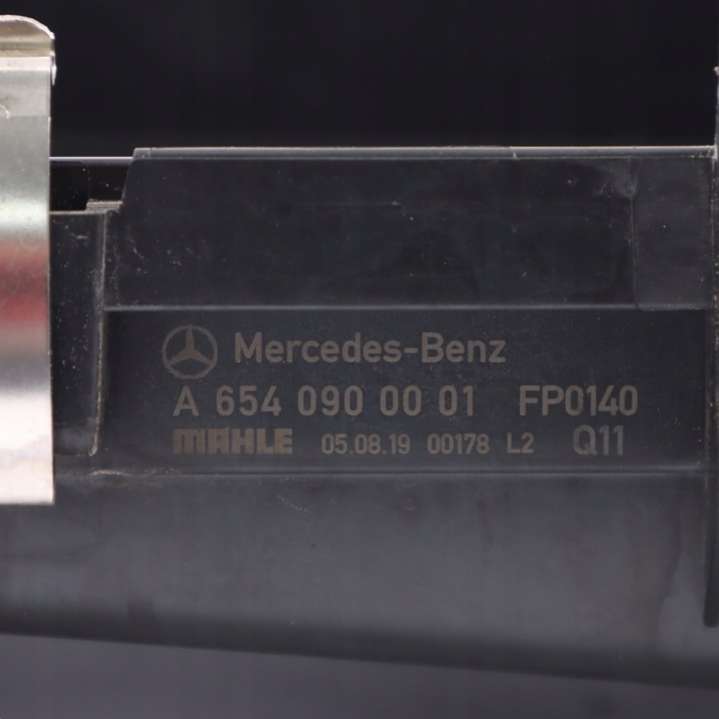 Mercedes-Benz
A 654 090 00 01 FP0140
MAHLE 05.08.19 00178 L2 Q11